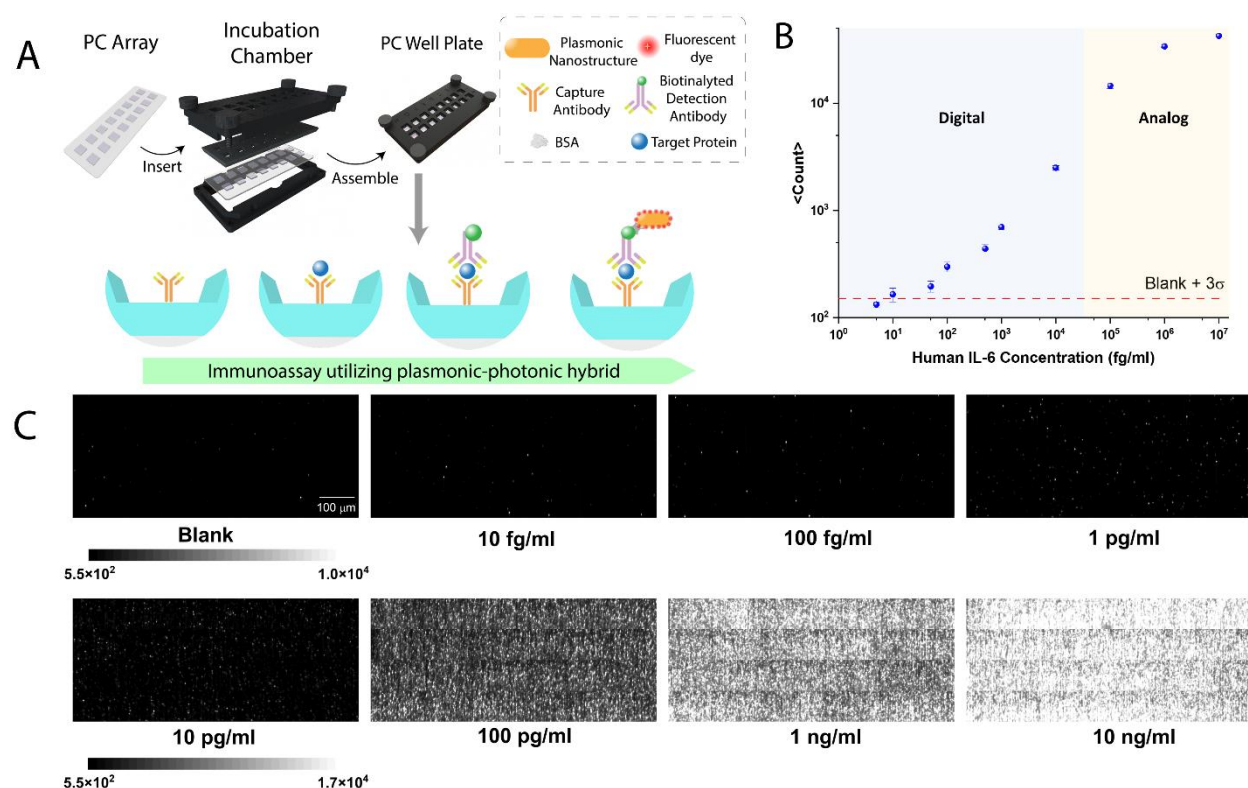 A
PC Array
Incubation
Chamber
PC Well Plate
Insert
Assemble
Plasmonic
Nanostructure
Fluorescent
dye
Capture
Antibody
Biotinalyted
Detection
Antibody
BSA
Target Protein
Immunoassay utilizing plasmonic-photonic hybrid
B
<Count>
10⁴
10³
10²
Digital
Analog
Blank + 3σ
10⁰ 10¹ 10² 10³ 10⁴ 10⁵ 10⁶ 10⁷
Human IL-6 Concentration (fg/ml)
C
100 μm
Blank
10 fg/ml
100 fg/ml
1 pg/ml
5.5×10² 1.0×10⁴
10 pg/ml
100 pg/ml
1 ng/ml
10 ng/ml
5.5×10² 1.7×10⁴